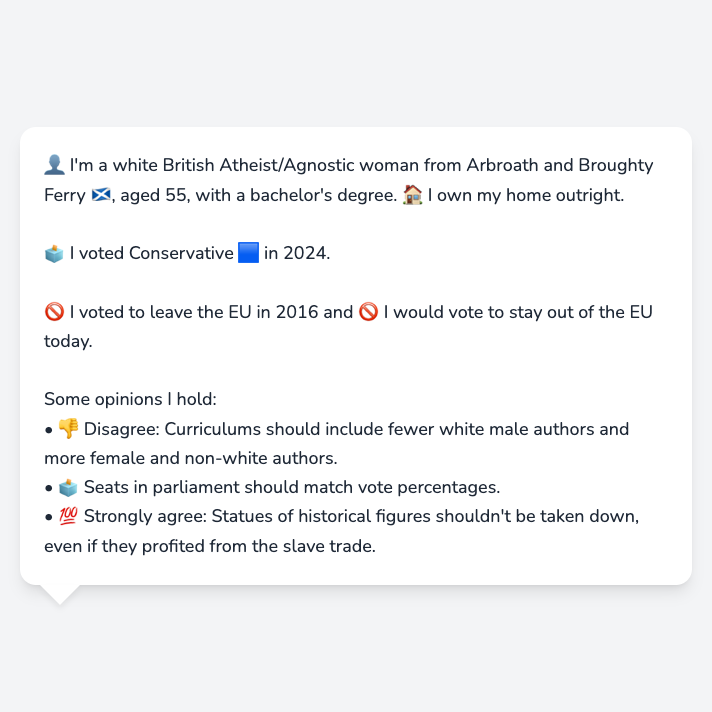 👤 I'm a white British Atheist/Agnostic woman from Arbroath and Broughty
Ferry 🏴󠁧󠁢󠁳󠁣󠁴󠁿, aged 55, with a bachelor's degree. 🏠 I own my home outright.
🗳️ I voted Conservative 🟦 in 2024.
🚫 I voted to leave the EU in 2016 and 🚫 I would vote to stay out of the EU
today.
Some opinions I hold:
• 👎 Disagree: Curriculums should include fewer white male authors and
more female and non-white authors.
• 🗳️ Seats in parliament should match vote percentages.
• 💯 Strongly agree: Statues of historical figures shouldn't be taken down,
even if they profited from the slave trade.